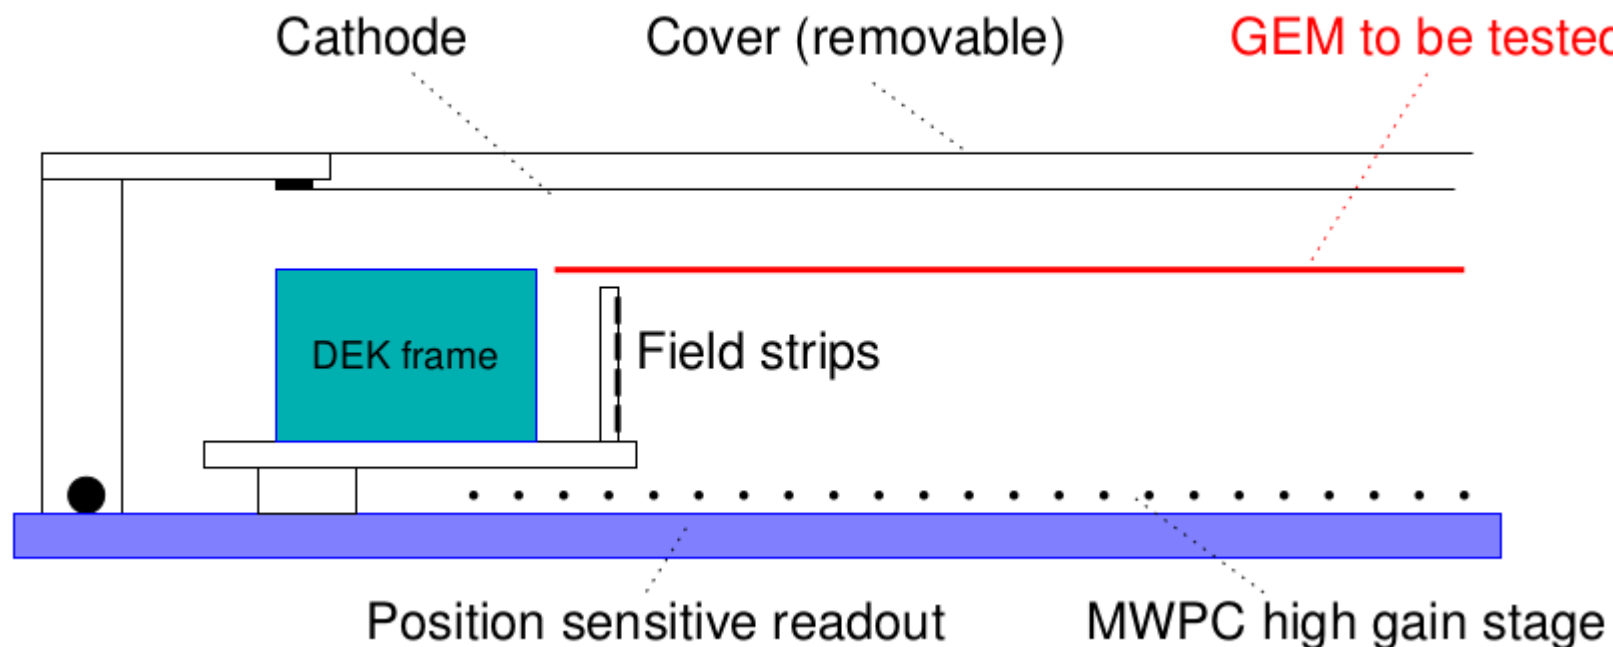 Cathode
Cover (removable)
GEM to be tested
DEK frame
Field strips
Position sensitive readout
MWPC high gain stage